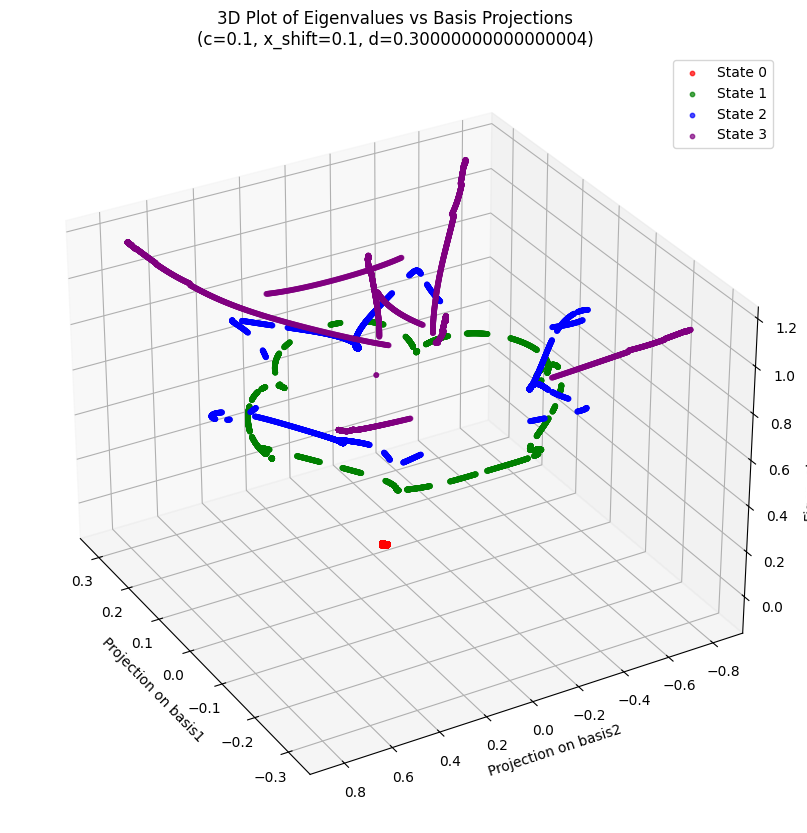 3D Plot of Eigenvalues vs Basis Projections
(c=0.1, x_shift=0.1, d=0.30000000000000004)
State 0
State 1
State 2
State 3
1.2
1.0
0.8
0.6
0.4
0.2
0.0
0.3
0.2
0.1
0.0
−0.1
−0.2
−0.3
Projection on basis1
0.8
0.6
0.4
0.2
0.0
−0.2
−0.4
−0.6
−0.8
Projection on basis2